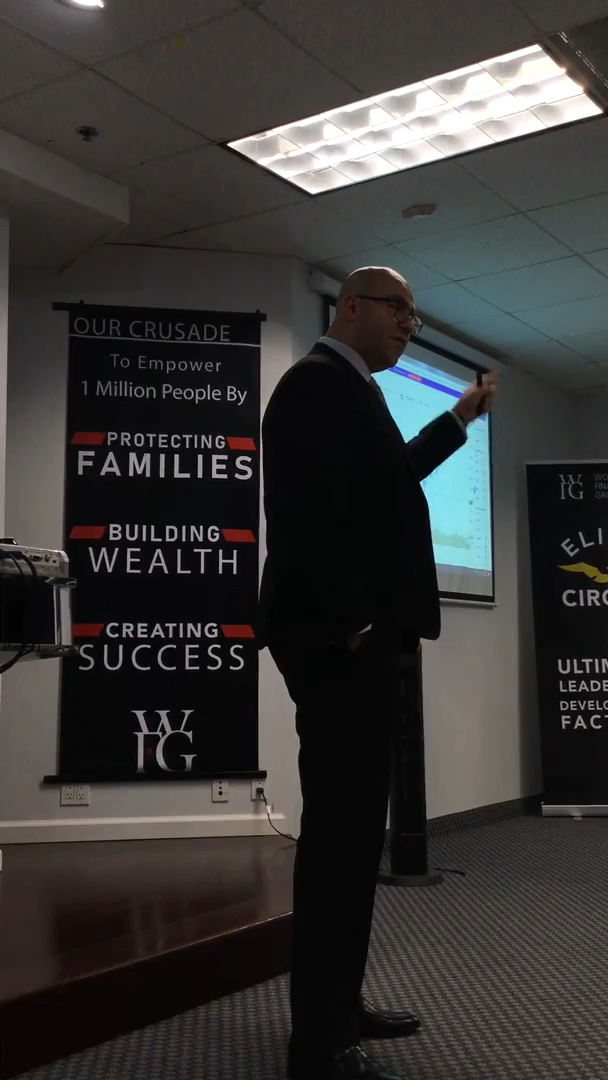 OUR CRUSADE
To Empower
1 Million People By
PROTECTING
FAMILIES
BUILDING
WEALTH
CREATING
SUCCESS
WFG
WFG
ELI
CIRC
ULTIM
LEADE
DEVELO
FACT